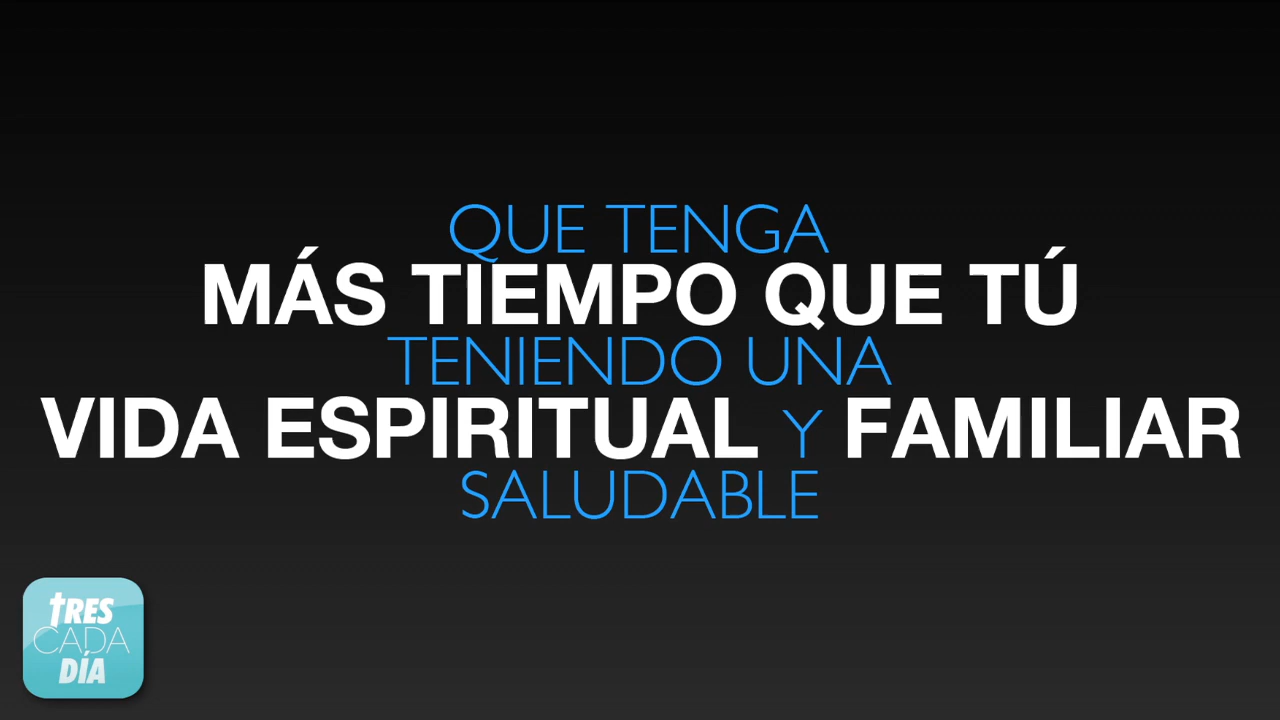 QUE TENGA
MÁS TIEMPO QUE TÚ
TENIENDO UNA
VIDA ESPIRITUAL Y FAMILIAR
SALUDABLE
tRES
CADA
DÍA